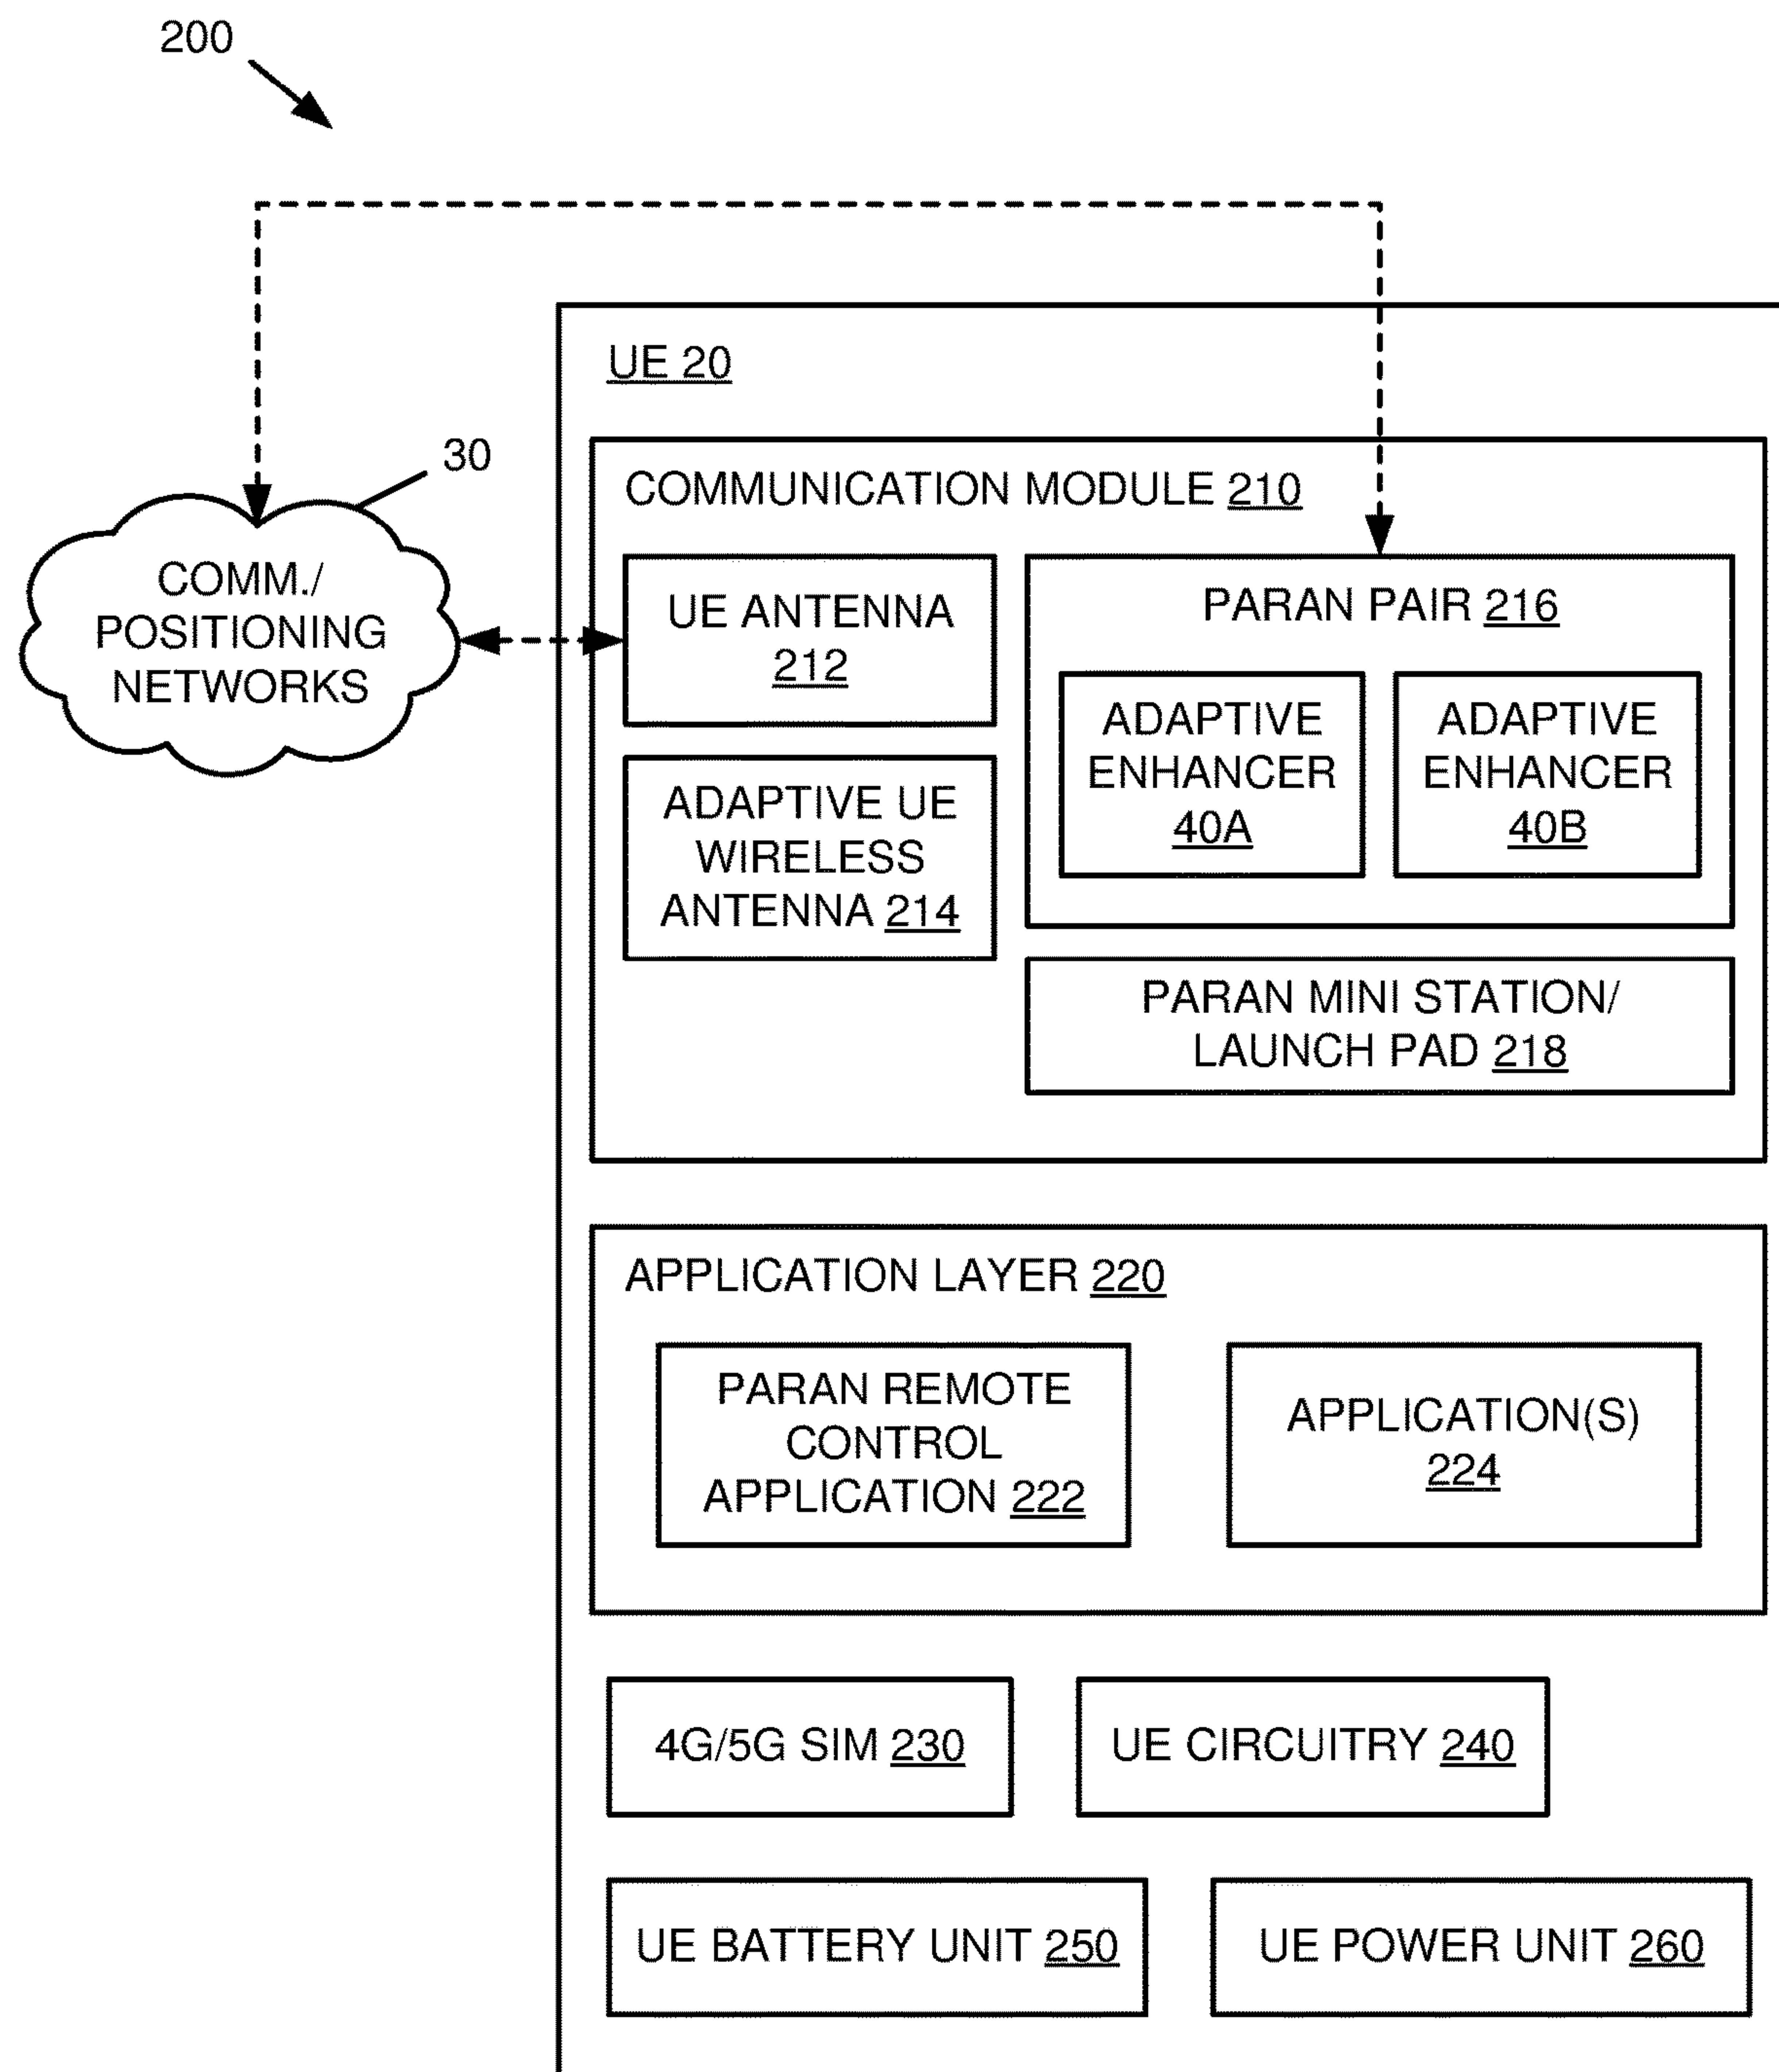 200
UE 20
30
COMM./
POSITIONING
NETWORKS
COMMUNICATION MODULE 210
UE ANTENNA
212
ADAPTIVE UE
WIRELESS
ANTENNA 214
PARAN PAIR 216
ADAPTIVE
ENHANCER
40A
ADAPTIVE
ENHANCER
40B
PARAN MINI STATION/
LAUNCH PAD 218
APPLICATION LAYER 220
PARAN REMOTE
CONTROL
APPLICATION 222
APPLICATION(S)
224
4G/5G SIM 230
UE CIRCUITRY 240
UE BATTERY UNIT 250
UE POWER UNIT 260